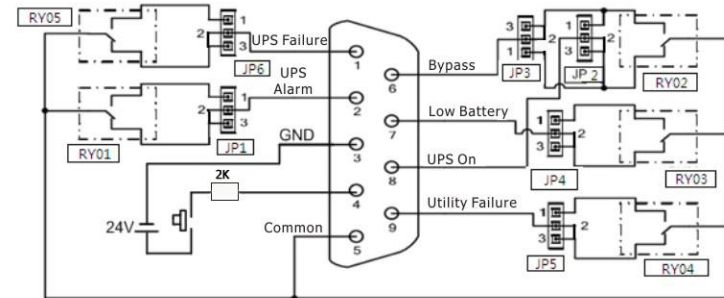 RY05
1
2
3
UPS Failure
JP6
1
6
Bypass
3
2
1
JP3
1
2
3
JP 2
RY02
1
2
3
UPS
Alarm
JP1
RY01
2
7
Low Battery
1
2
3
JP4
RY03
GND
3
8
UPS On
2K
4
9
Utility Failure
1
2
3
JP5
RY04
24V
Common
5